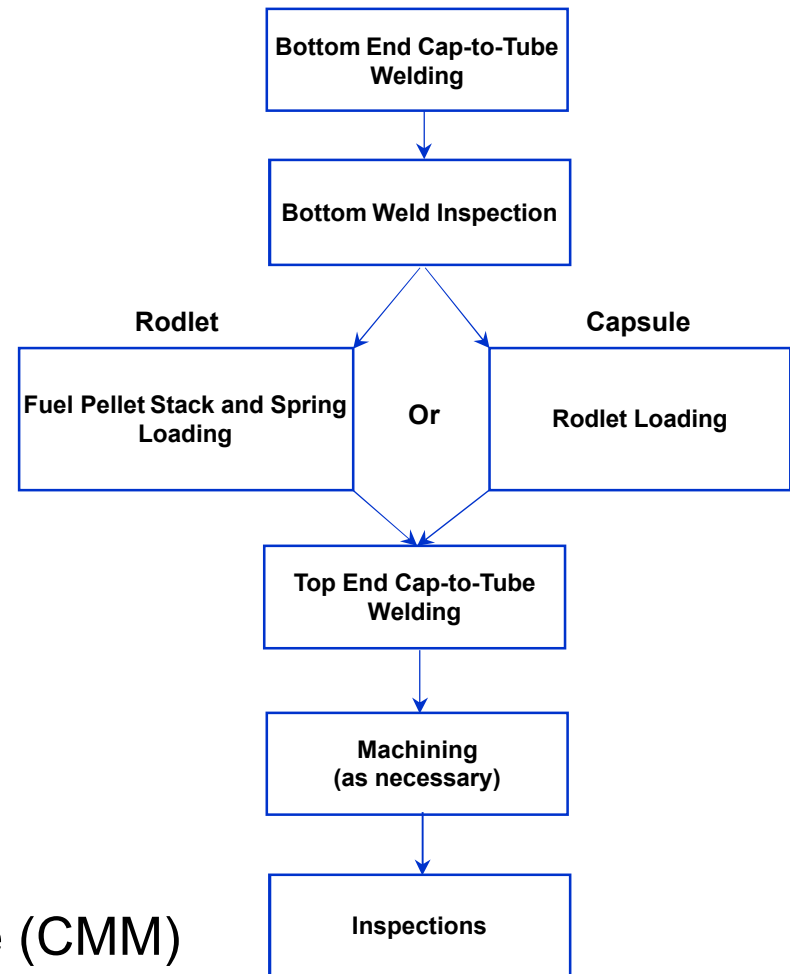 Bottom End Cap-to-Tube
Welding
Bottom Weld Inspection
Rodlet
Capsule
Fuel Pellet Stack and Spring
Loading
Or
Rodlet Loading
Top End Cap-to-Tube
Welding
Machining
(as necessary)
Inspections
(CMM)